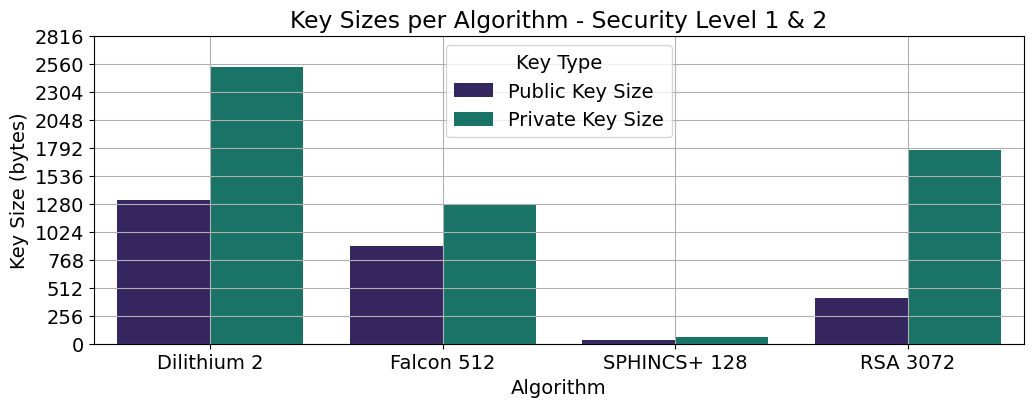 Key Sizes per Algorithm - Security Level 1 & 2
Key Size (bytes)
2816
2560
2304
2048
1792
1536
1280
1024
768
512
256
0
Key Type
Public Key Size
Private Key Size
Dilithium 2
Falcon 512
SPHINCS+ 128
RSA 3072
Algorithm